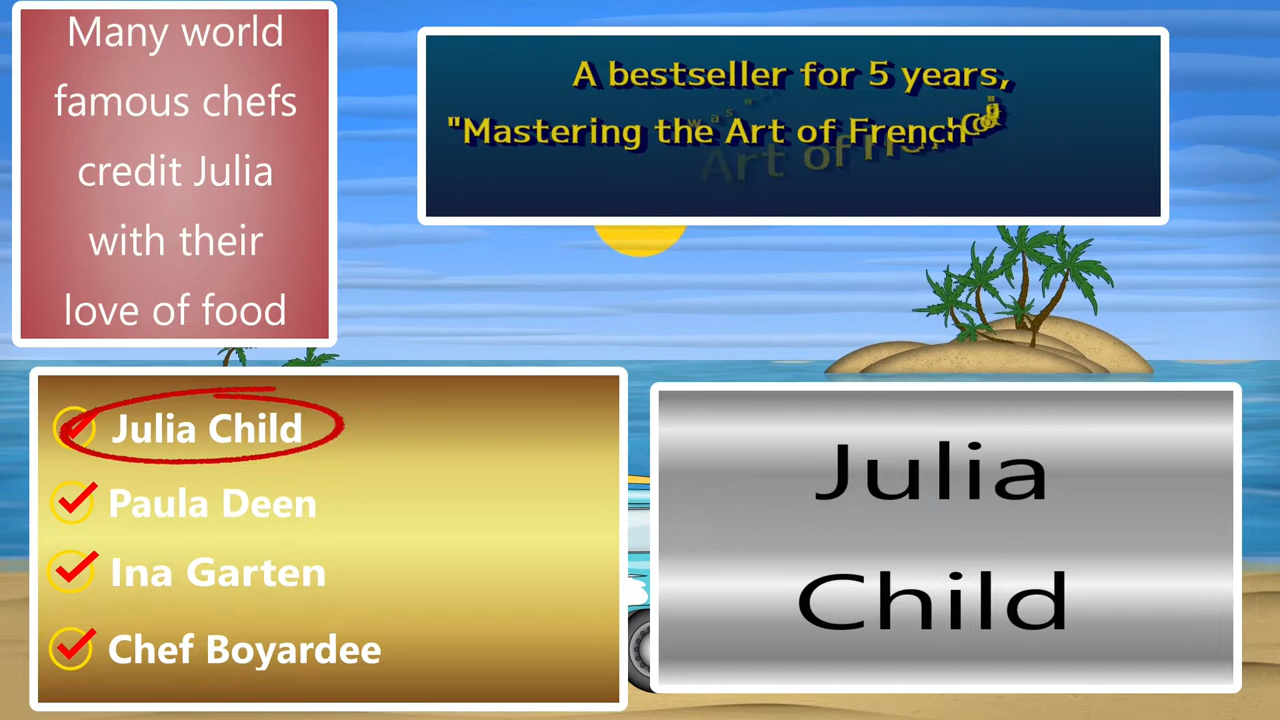 Many world
famous chefs
credit Julia
with their
love of food
A bestseller for 5 years,
"Mastering the Art of French
Julia Child
Paula Deen
Ina Garten
Chef Boyardee
Julia
Child